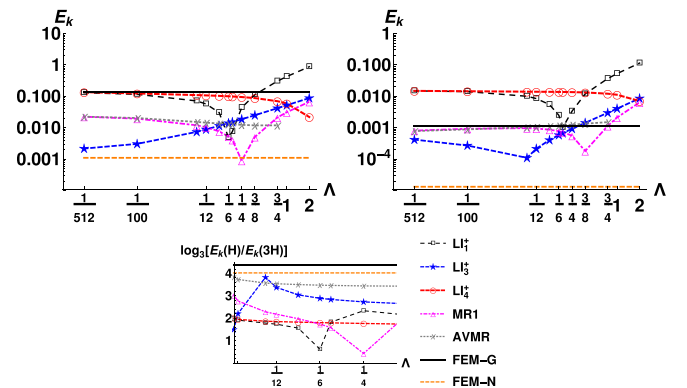 E_k
10
1
0.100
0.010
0.001
1/512 1/100 1/12 1/6 1/4 3/8 3/4 1 2 Λ
E_k
1
0.100
0.010
0.001
10^-4
1/512 1/100 1/12 1/6 1/4 3/8 3/4 1 2 Λ
log_3[E_k(H)/E_k(3H)]
4
3
2
1
1/12 1/6 1/4 Λ
LI_1^+
LI_3^+
LI_4^+
MR1
AVMR
FEM-G
FEM-N